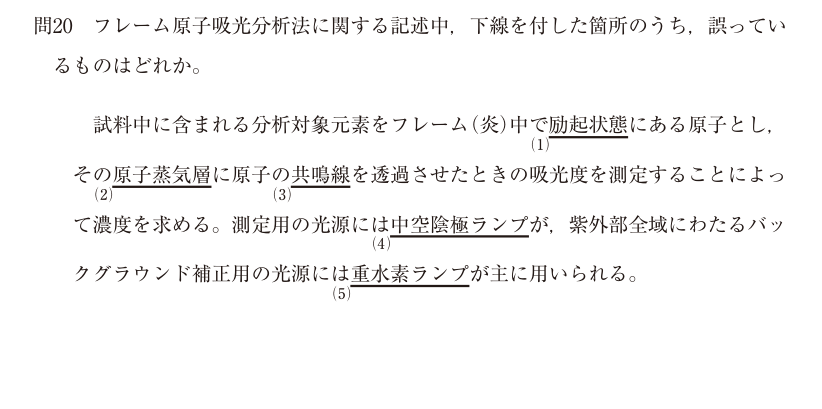 問20　フレーム原子吸光分析法に関する記述中，下線を付した箇所のうち，誤ってい
るものはどれか。
試料中に含まれる分析対象元素をフレーム(炎)中で励起状態にある原子とし，
(1)
その原子蒸気層に原子の共鳴線を透過させたときの吸光度を測定することによっ
(2) (3)
て濃度を求める。測定用の光源には中空陰極ランプが，紫外部全域にわたるバッ
(4)
クグラウンド補正用の光源には重水素ランプが主に用いられる。
(5)